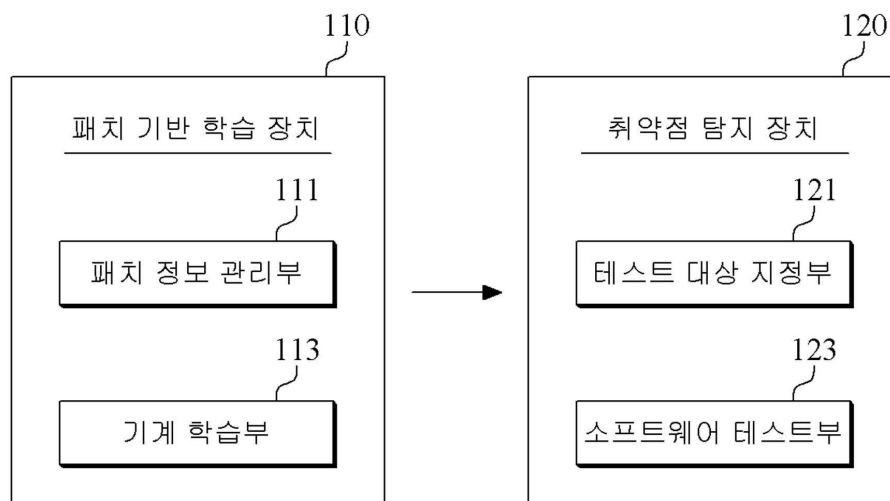 110
패치 기반 학습 장치
111
패치 정보 관리부
113
기계 학습부
120
취약점 탐지 장치
121
테스트 대상 지정부
123
소프트웨어 테스트부